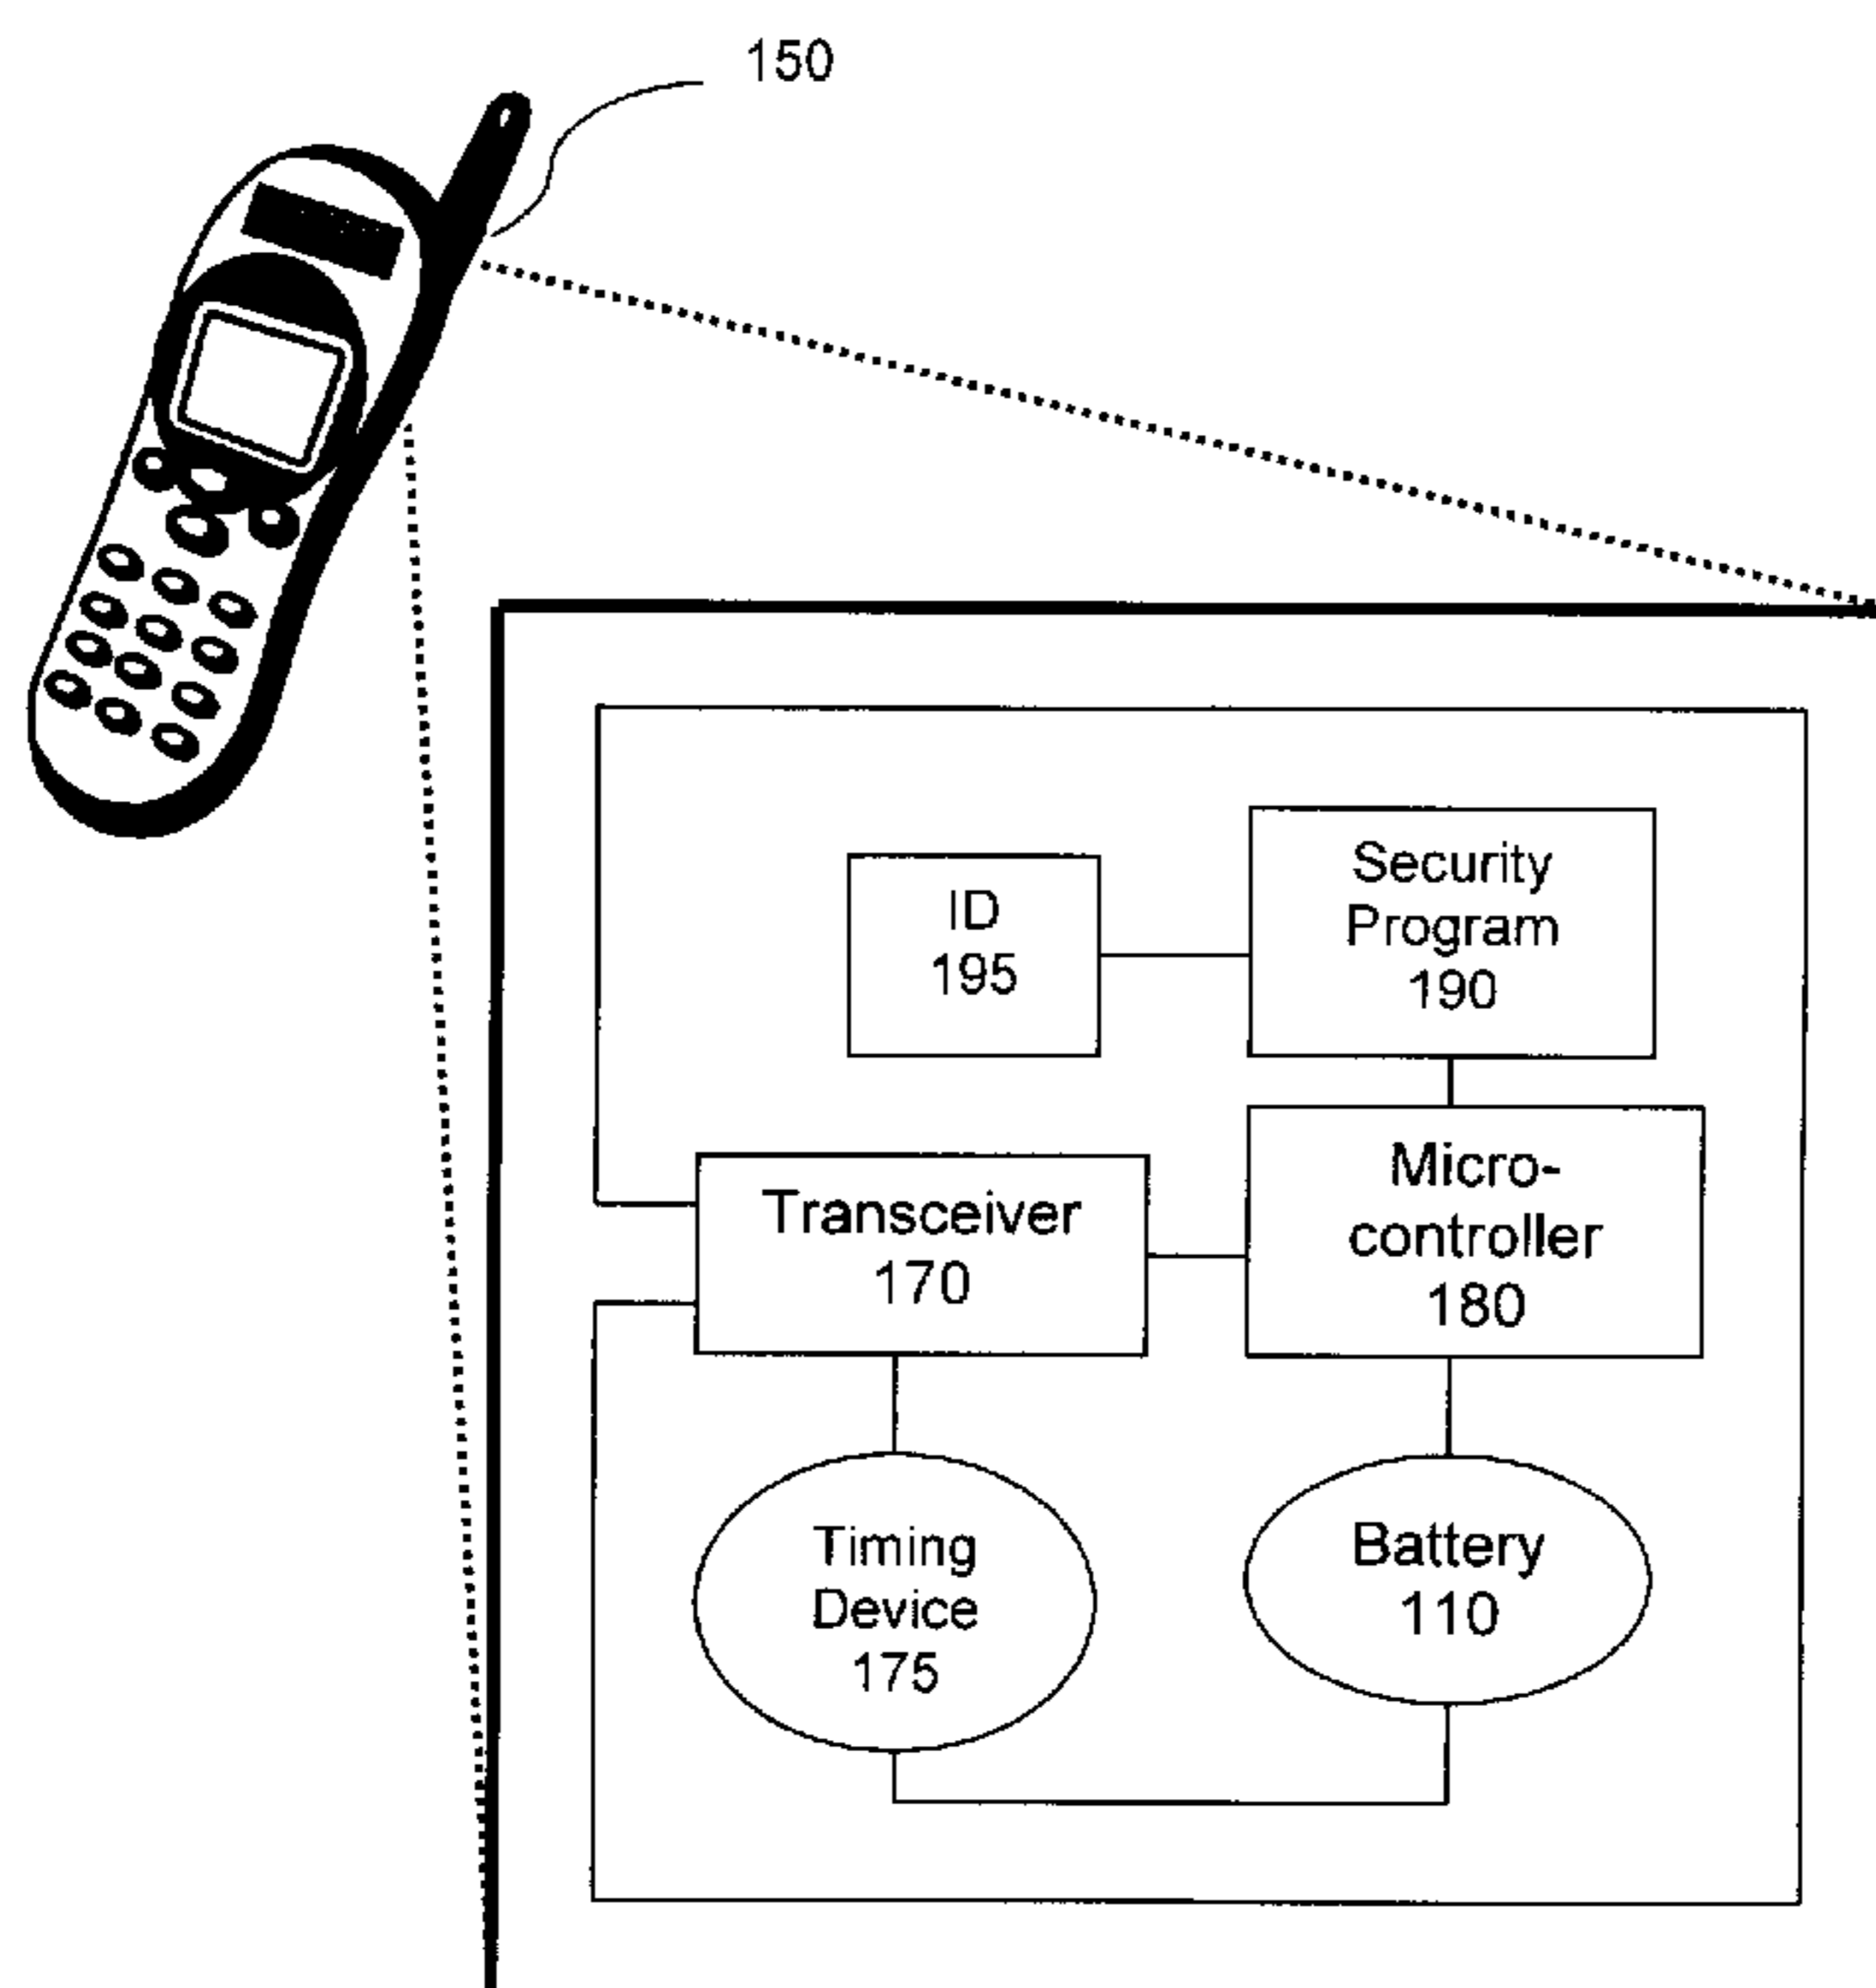 150
ID
195
Security
Program
190
Transceiver
170
Micro-
controller
180
Timing
Device
175
Battery
110